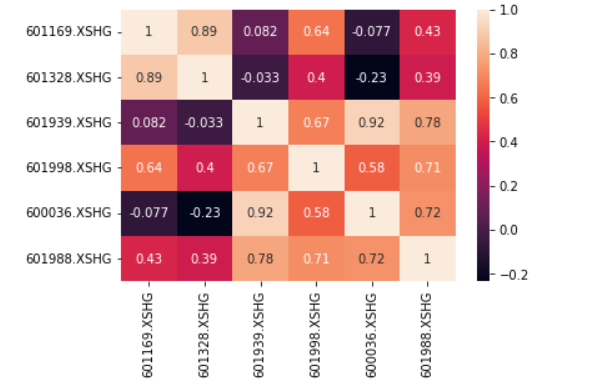 601169.XSHG 1 0.89 0.082 0.64 -0.077 0.43
601328.XSHG 0.89 1 -0.033 0.4 -0.23 0.39
601939.XSHG 0.082 -0.033 1 0.67 0.92 0.78
601998.XSHG 0.64 0.4 0.67 1 0.58 0.71
600036.XSHG -0.077 -0.23 0.92 0.58 1 0.72
601988.XSHG 0.43 0.39 0.78 0.71 0.72 1
601169.XSHG
601328.XSHG
601939.XSHG
601998.XSHG
600036.XSHG
601988.XSHG
1.0
0.8
0.6
0.4
0.2
0.0
−0.2